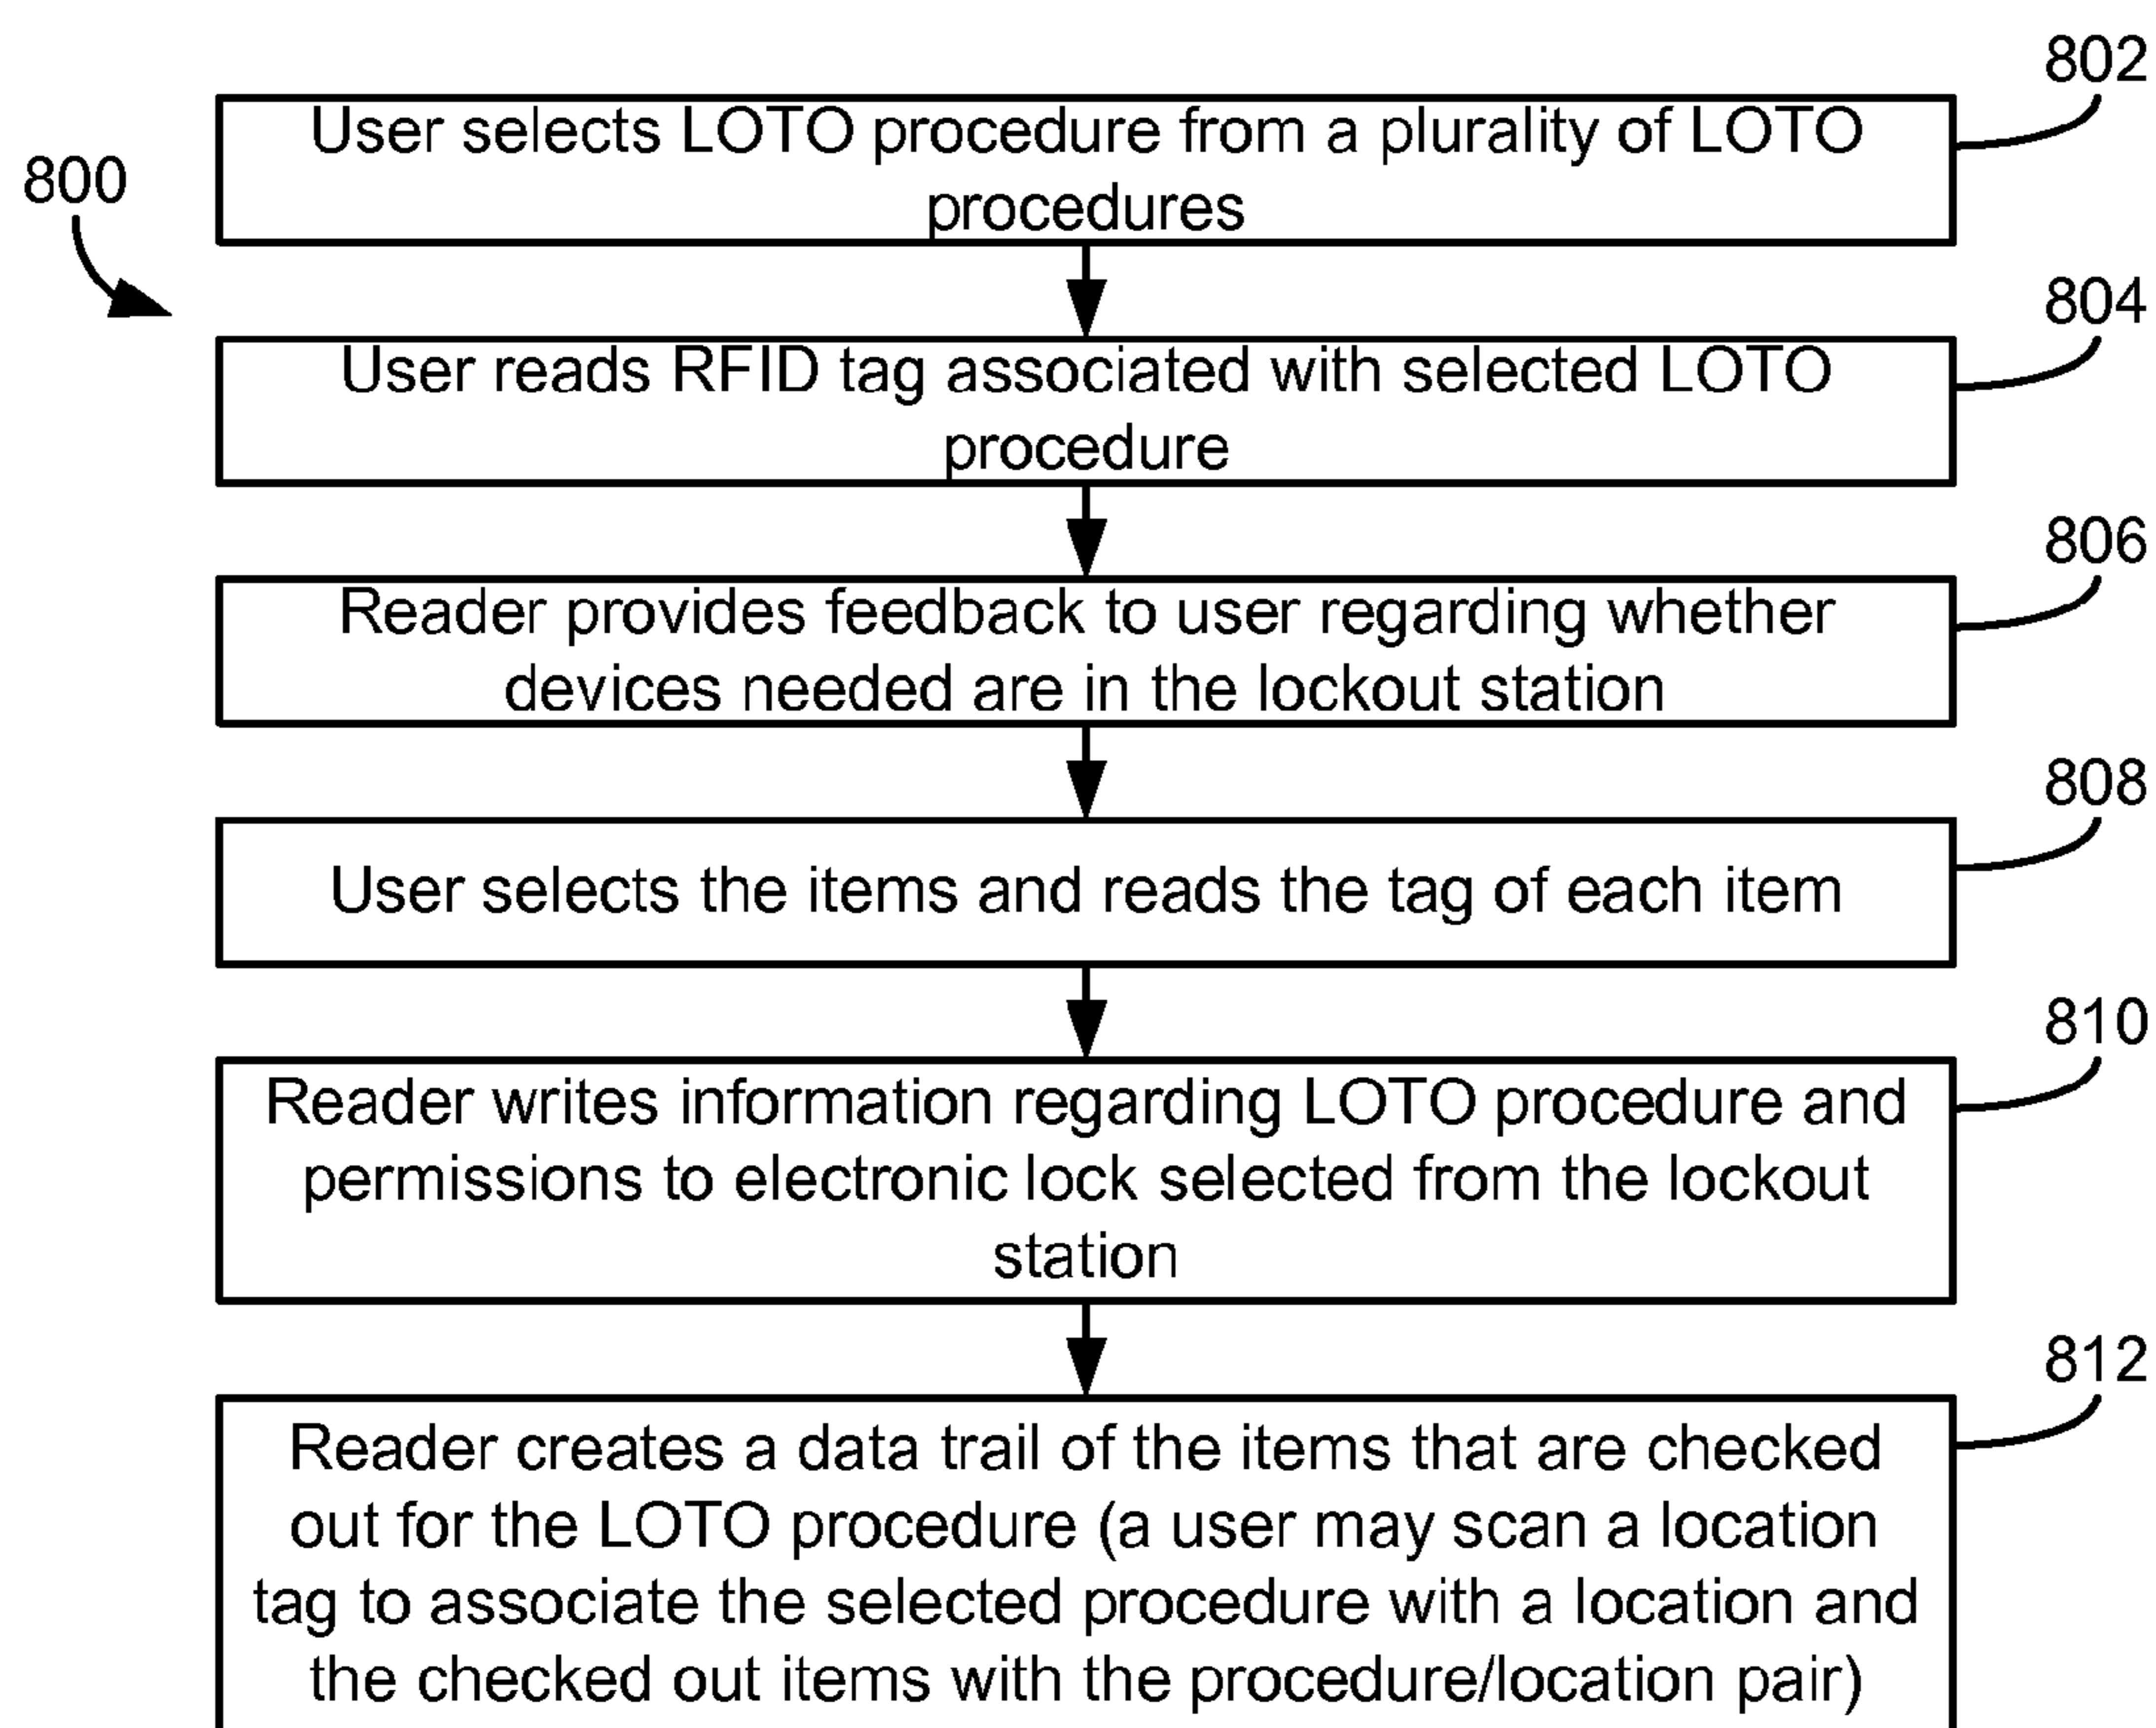 802
User selects LOTO procedure from a plurality of LOTO
procedures
800
804
User reads RFID tag associated with selected LOTO
procedure
806
Reader provides feedback to user regarding whether
devices needed are in the lockout station
808
User selects the items and reads the tag of each item
810
Reader writes information regarding LOTO procedure and
permissions to electronic lock selected from the lockout
station
812
Reader creates a data trail of the items that are checked
out for the LOTO procedure (a user may scan a location
tag to associate the selected procedure with a location and
the checked out items with the procedure/location pair)